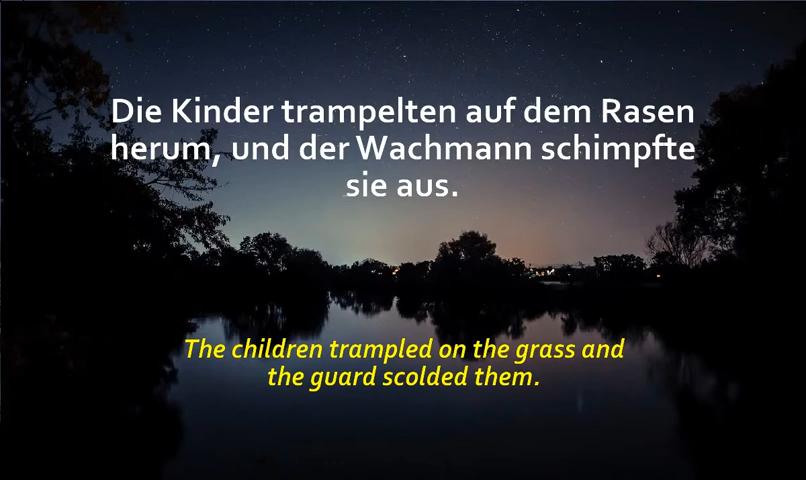 Die Kinder trampelten auf dem Rasen
herum, und der Wachmann schimpfte
sie aus.
The children trampled on the grass and
the guard scolded them.